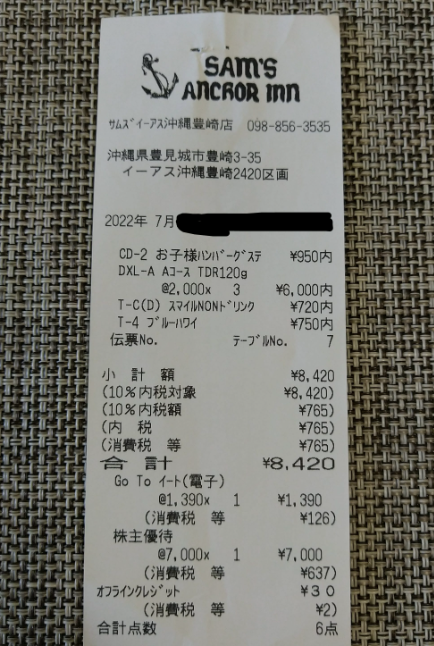 SAM'S
ANCHOR INN
サムズイーアス沖縄豊崎店 098-856-3535
沖縄県豊見城市豊崎3-35
イーアス沖縄豊崎2420区画
2022年 7月
CD-2 お子様ハンバーグステ ¥950内
DXL-A Aコース TDR120g
@2,000x 3 ¥6,000内
T-C(D) スマイルNONドリンク ¥720内
T-4 ブルーハワイ ¥750内
伝票No. テーブルNo. 7
小 計 額 ¥8,420
(10%内税対象 ¥8,420)
(10%内税額 ¥765)
(内 税 ¥765)
(消費税 等 ¥765)
合 計 ¥8,420
Go To イート(電子)
@1,390x 1 ¥1,390
(消費税 等 ¥126)
株主優待
@7,000x 1 ¥7,000
(消費税 等 ¥637)
オフラインクレジット ¥30
(消費税 等 ¥2)
合計点数 6点